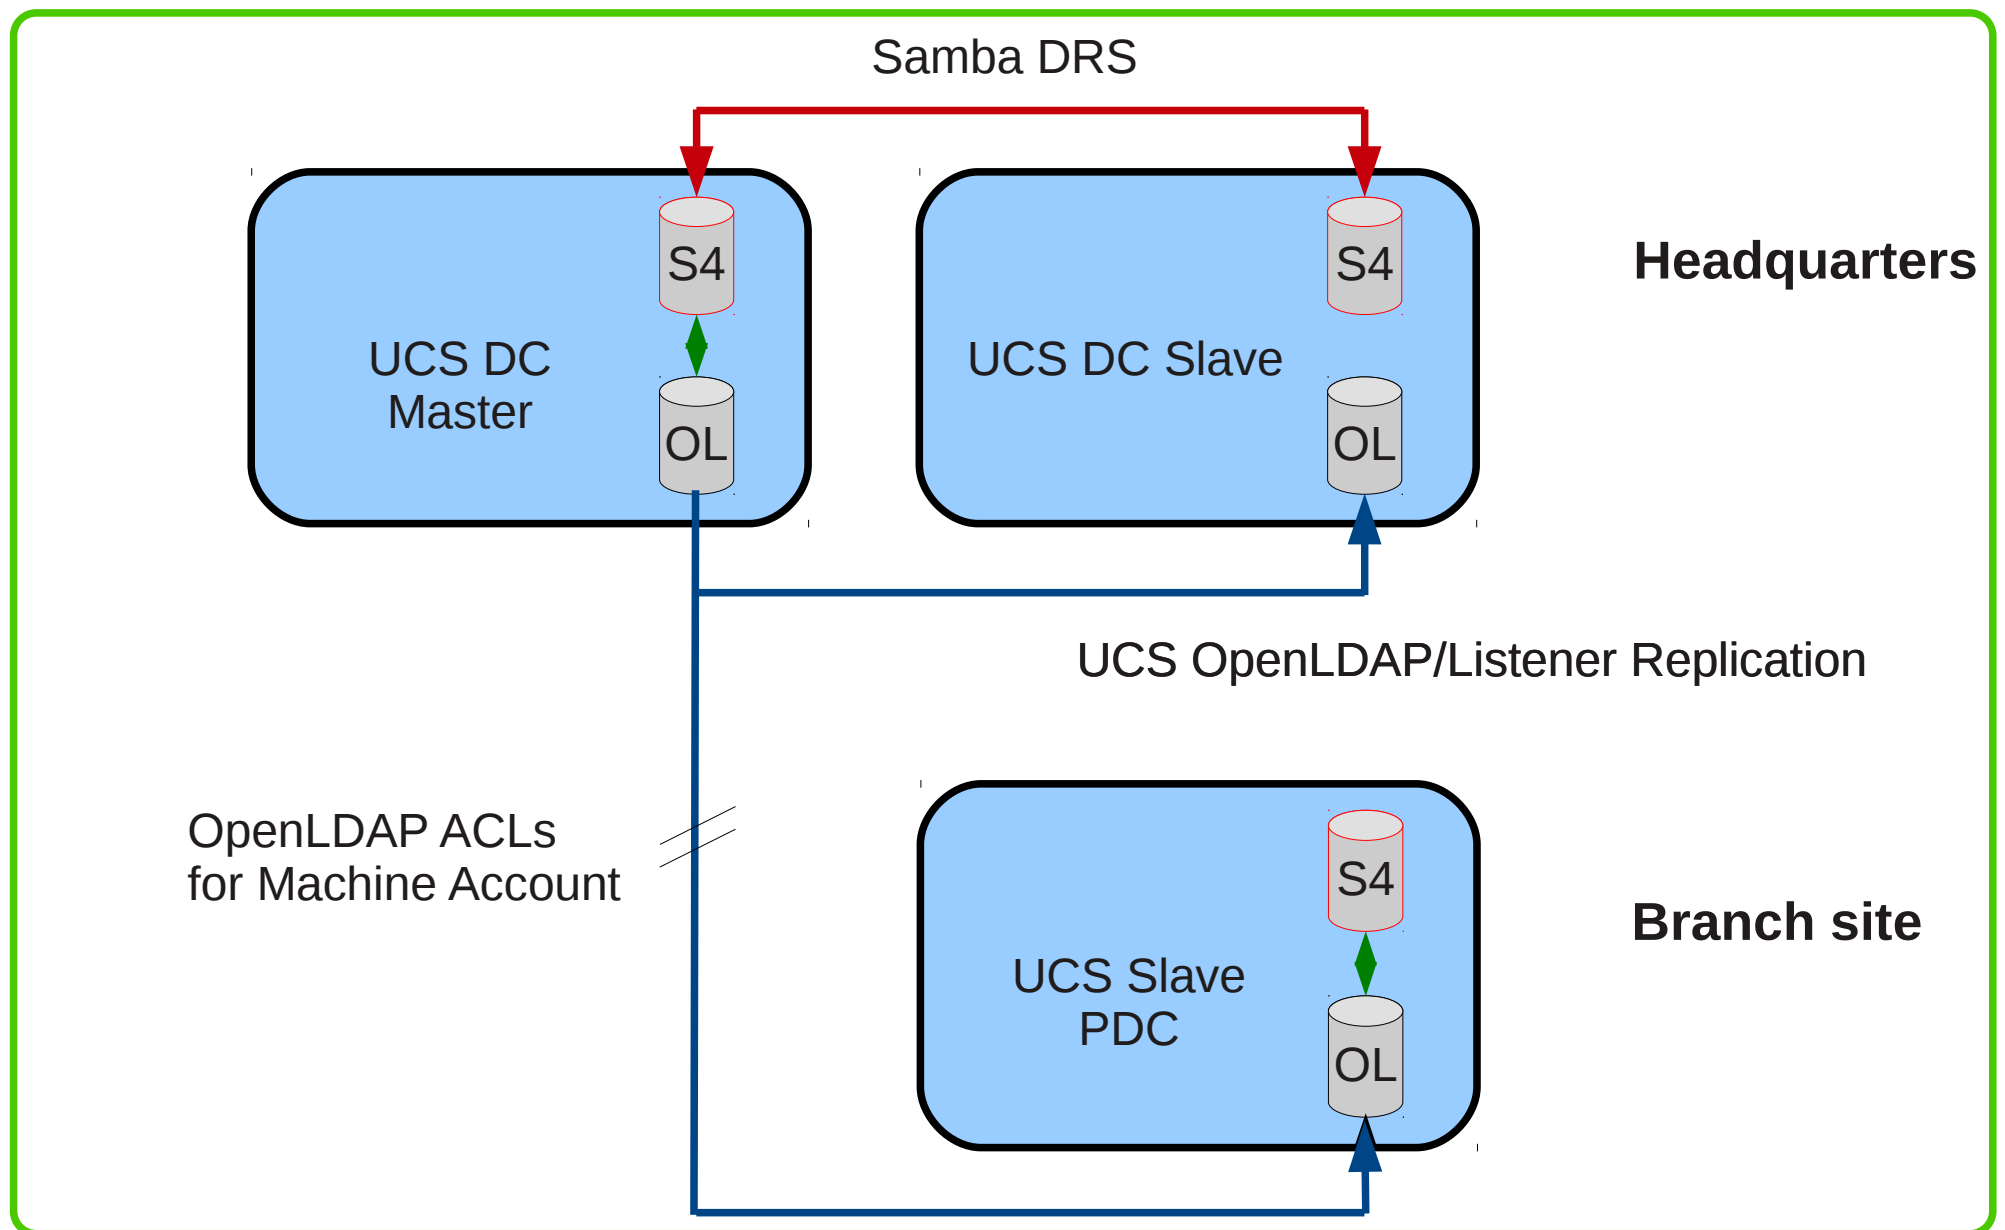 Samba DRS
S4
S4
Headquarters
UCS DC
Master
UCS DC Slave
OL
OL
UCS OpenLDAP/Listener Replication
OpenLDAP ACLs
for Machine Account
S4
Branch site
UCS Slave
PDC
OL